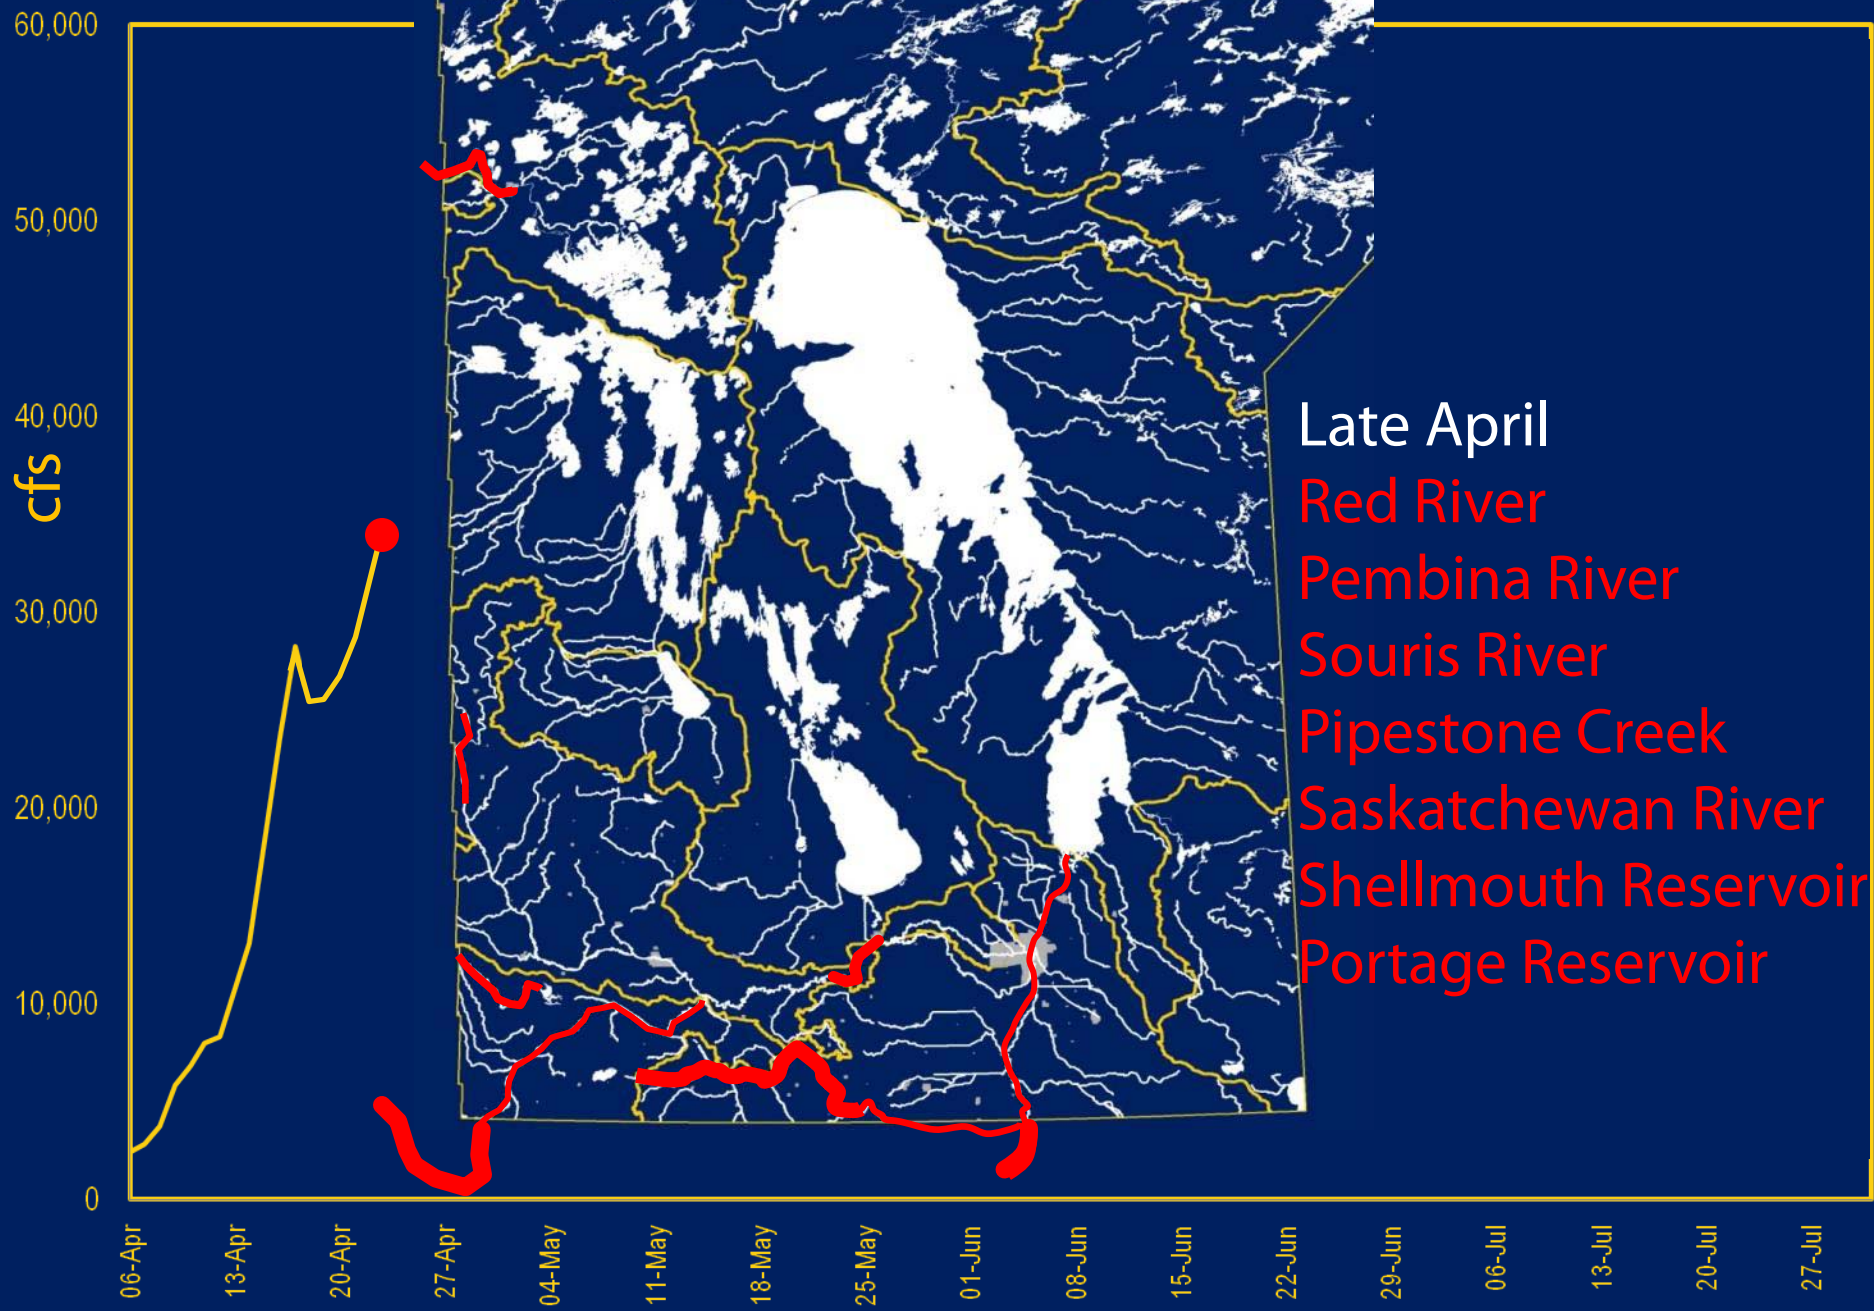 60,000
50,000
40,000
30,000
20,000
10,000
0
cfs
Late April
Red River
Pembina River
Souris River
Pipestone Creek
Saskatchewan River
Shellmouth Reservoir
Portage Reservoir
06-Apr
13-Apr
20-Apr
27-Apr
04-May
11-May
18-May
25-May
01-Jun
08-Jun
15-Jun
22-Jun
29-Jun
06-Jul
13-Jul
20-Jul
27-Jul